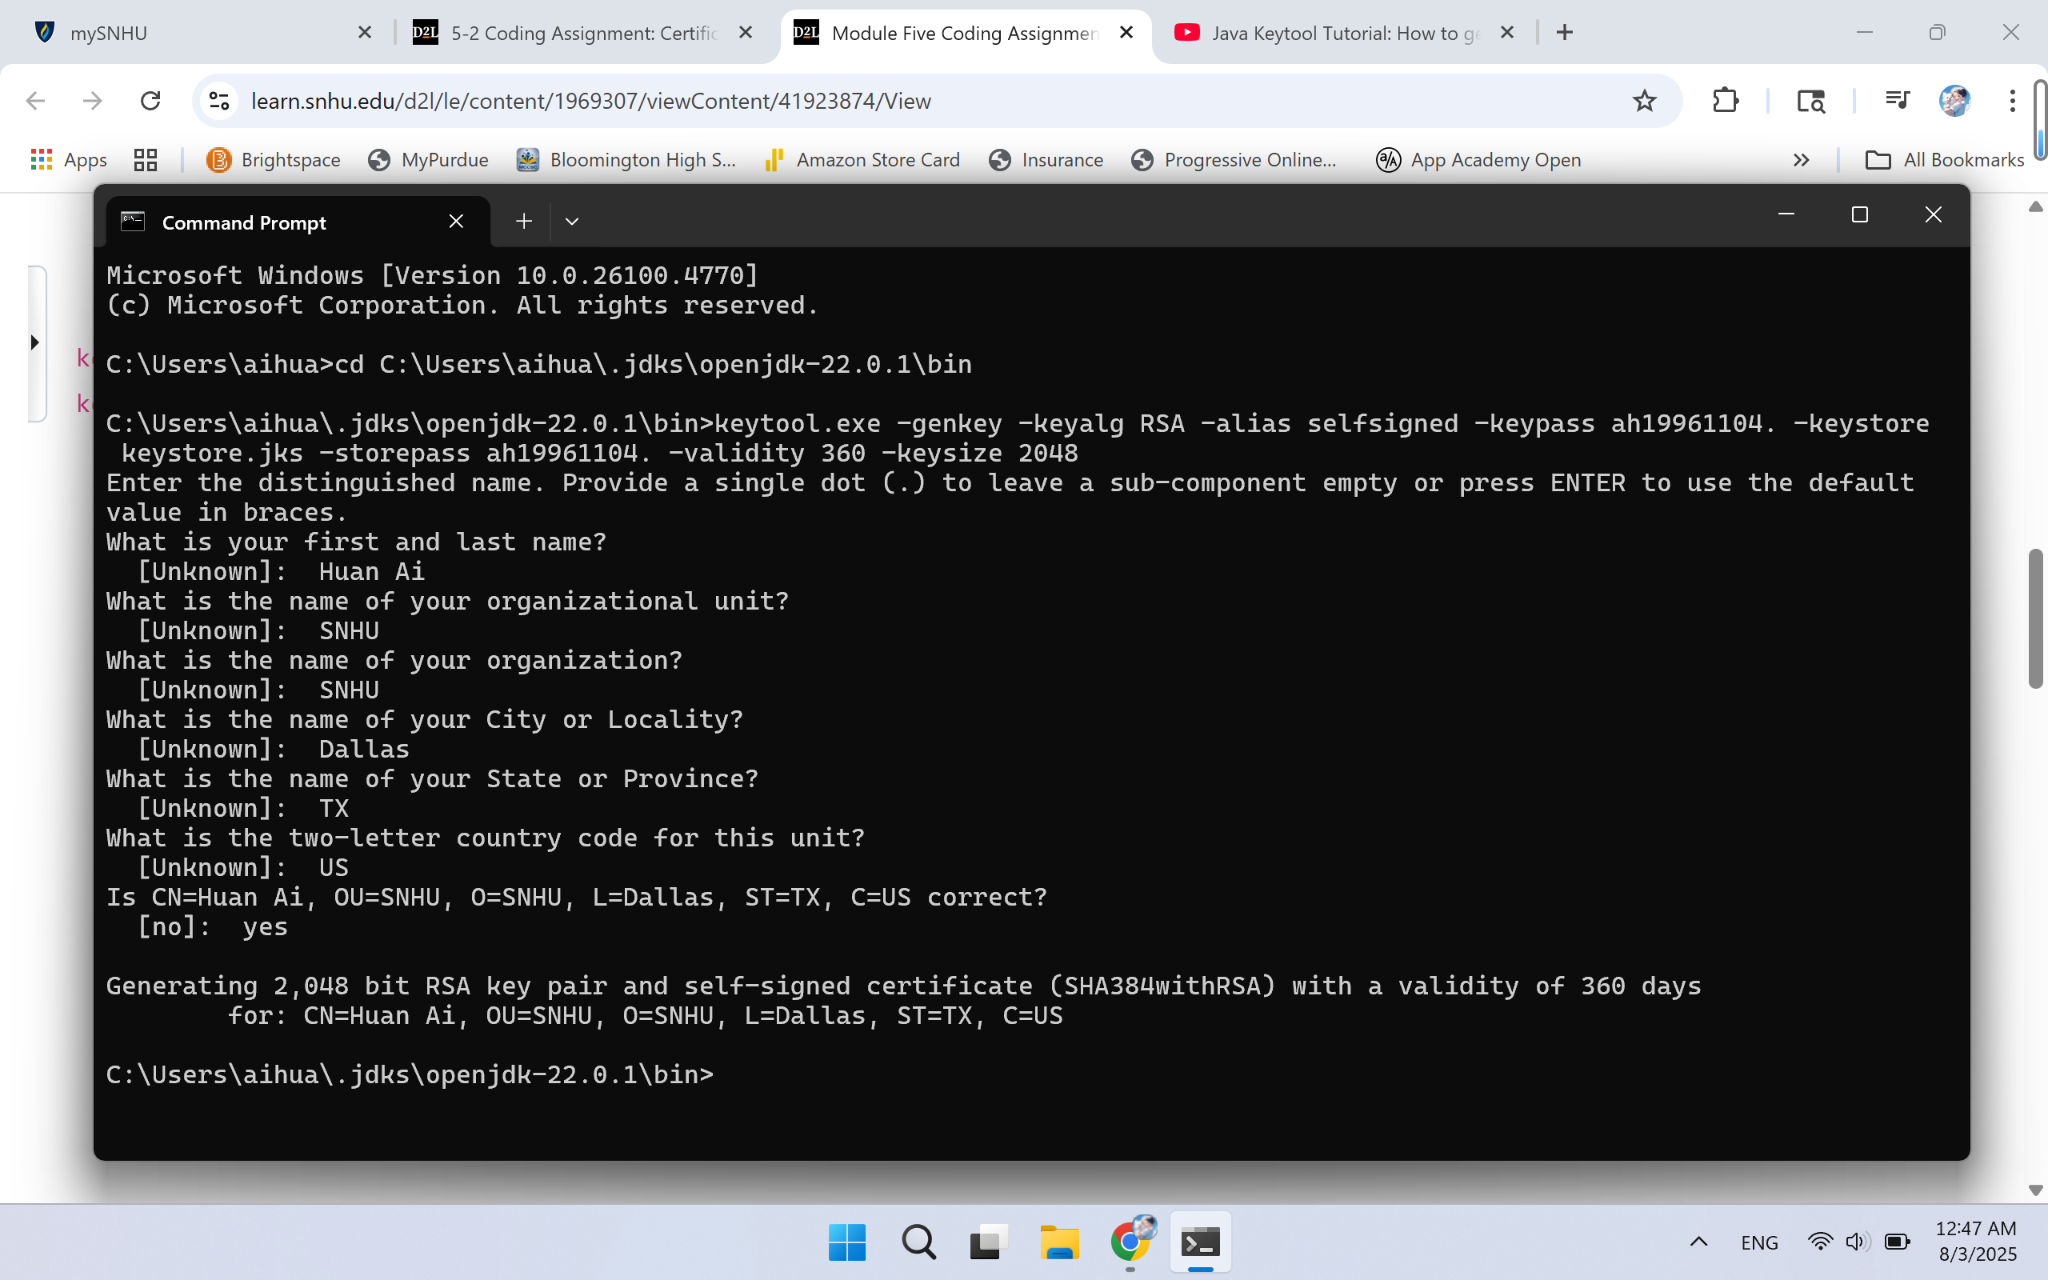 mySNHU
D2L 5-2 Coding Assignment: Certific
D2L Module Five Coding Assignmen
Java Keytool Tutorial: How to ge
learn.snhu.edu/d2l/le/content/1969307/viewContent/41923874/View
Apps
Brightspace
MyPurdue
Bloomington High S...
Amazon Store Card
Insurance
Progressive Online...
App Academy Open
All Bookmarks
Command Prompt
Microsoft Windows [Version 10.0.26100.4770]
(c) Microsoft Corporation. All rights reserved.
C:\Users\aihua>cd C:\Users\aihua\.jdks\openjdk-22.0.1\bin
C:\Users\aihua\.jdks\openjdk-22.0.1\bin>keytool.exe -genkey -keyalg RSA -alias selfsigned -keypass ah19961104. -keystore
keystore.jks -storepass ah19961104. -validity 360 -keysize 2048
Enter the distinguished name. Provide a single dot (.) to leave a sub-component empty or press ENTER to use the default
value in braces.
What is your first and last name?
[Unknown]:  Huan Ai
What is the name of your organizational unit?
[Unknown]:  SNHU
What is the name of your organization?
[Unknown]:  SNHU
What is the name of your City or Locality?
[Unknown]:  Dallas
What is the name of your State or Province?
[Unknown]:  TX
What is the two-letter country code for this unit?
[Unknown]:  US
Is CN=Huan Ai, OU=SNHU, O=SNHU, L=Dallas, ST=TX, C=US correct?
[no]:  yes
Generating 2,048 bit RSA key pair and self-signed certificate (SHA384withRSA) with a validity of 360 days
for: CN=Huan Ai, OU=SNHU, O=SNHU, L=Dallas, ST=TX, C=US
C:\Users\aihua\.jdks\openjdk-22.0.1\bin>
ENG
12:47 AM
8/3/2025